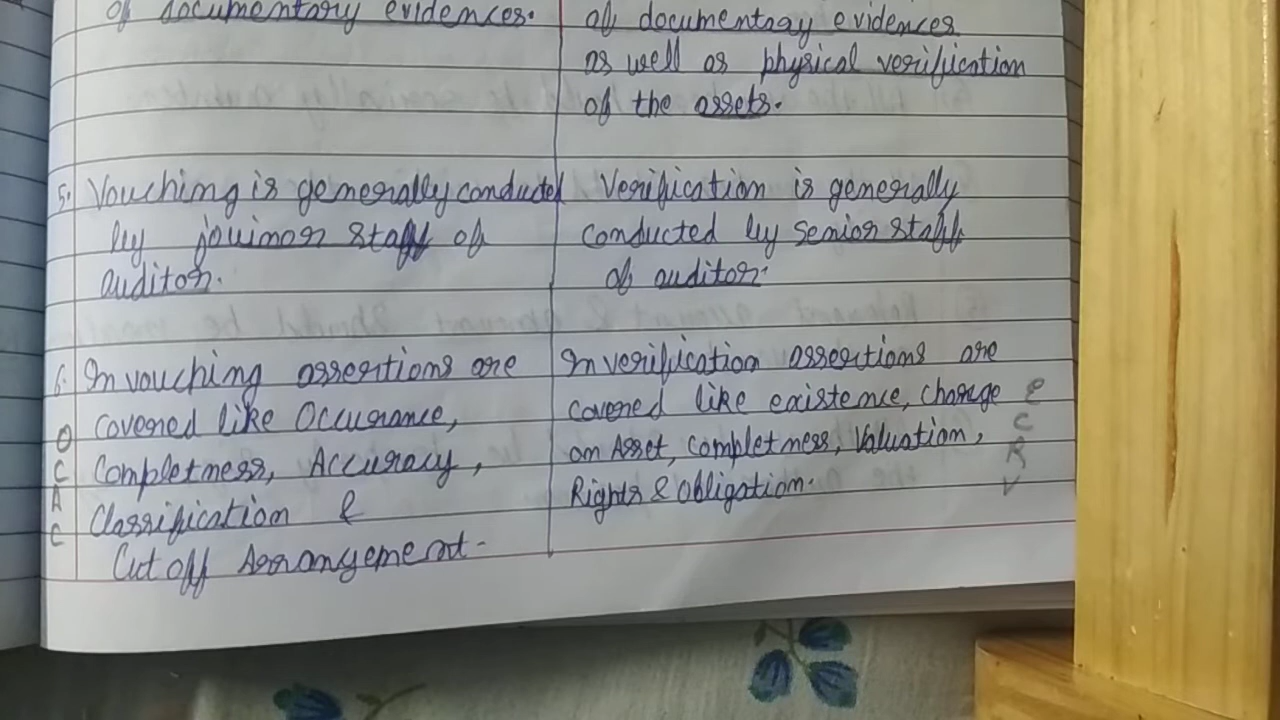 of documentary evidences.
of documentary evidences
as well as physical verification
of the assets.
5. Vouching is generally conducted
by jouinor staff of
auditor.
Verification is generally
conducted by senior staff
of auditor.
6. In vouching assertions are
covered like Occurance,
Completness, Accuracy,
Classification &
Cut off Arrangement.
O
C
A
C
In verification assertions are
covered like existence, charge
on Asset, completness, Valuation,
Rights & Obligation.
e
C
R
V